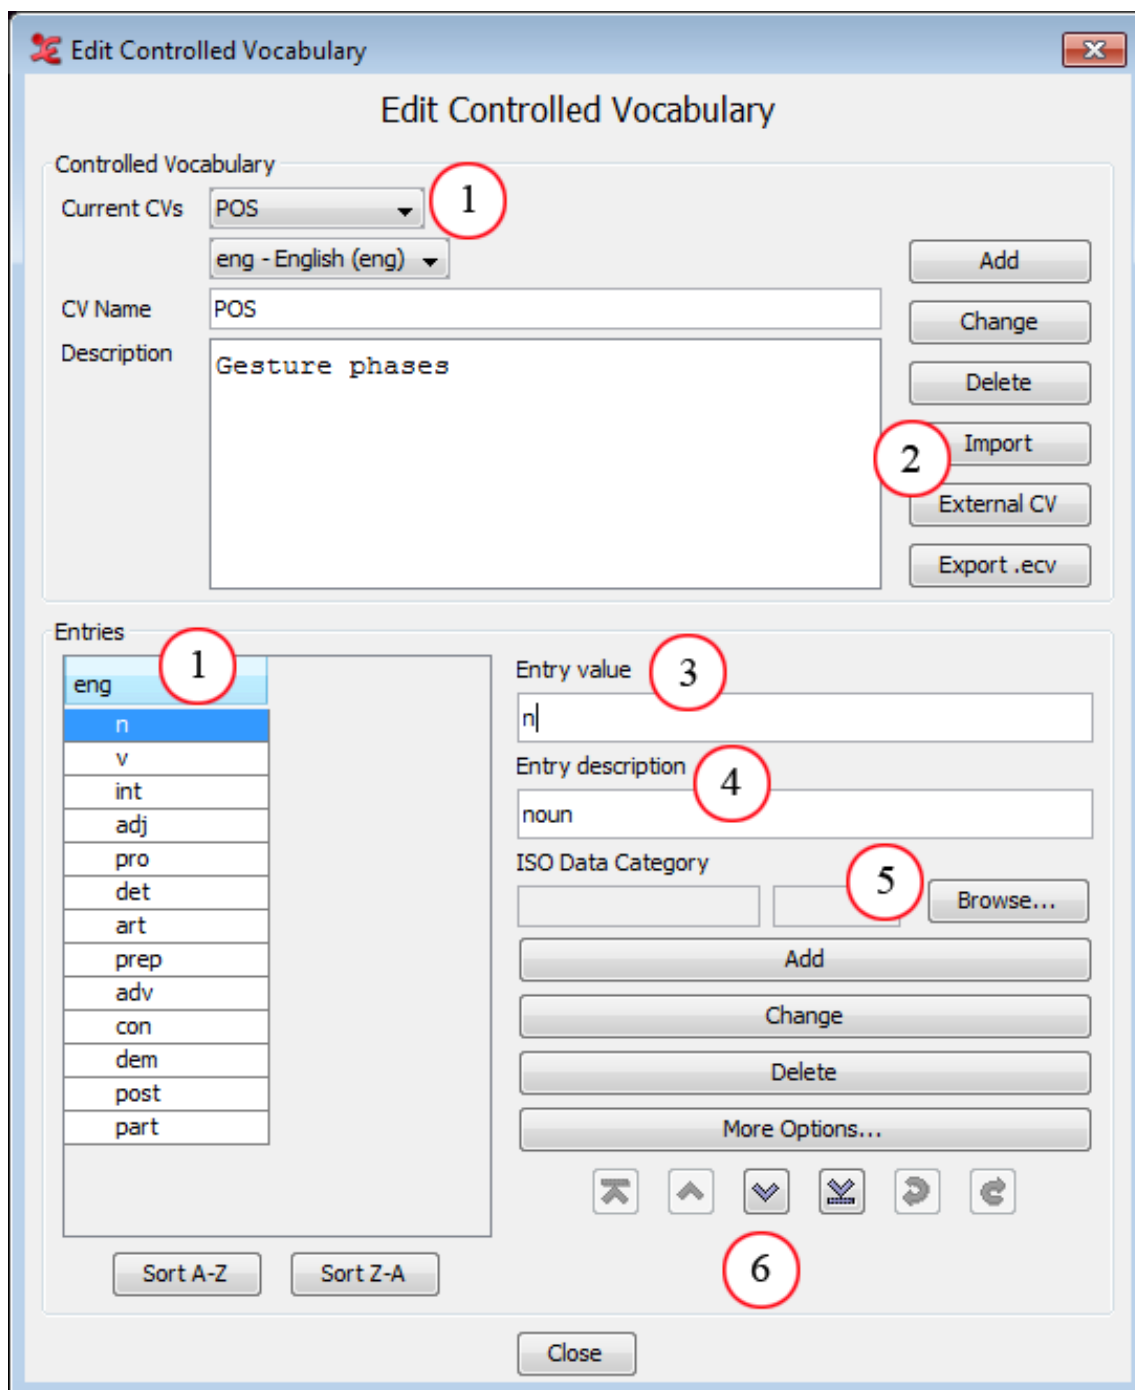 Edit Controlled Vocabulary
Edit Controlled Vocabulary
Controlled Vocabulary
Current CVs POS 1
eng - English (eng)
Add
CV Name POS
Change
Description Gesture phases
Delete
2 Import
External CV
Export .ecv
Entries
1
eng
n
v
int
adj
pro
det
art
prep
adv
con
dem
post
part
Sort A-Z Sort Z-A
Entry value 3
n
Entry description 4
noun
ISO Data Category
5 Browse...
Add
Change
Delete
More Options...
6
Close